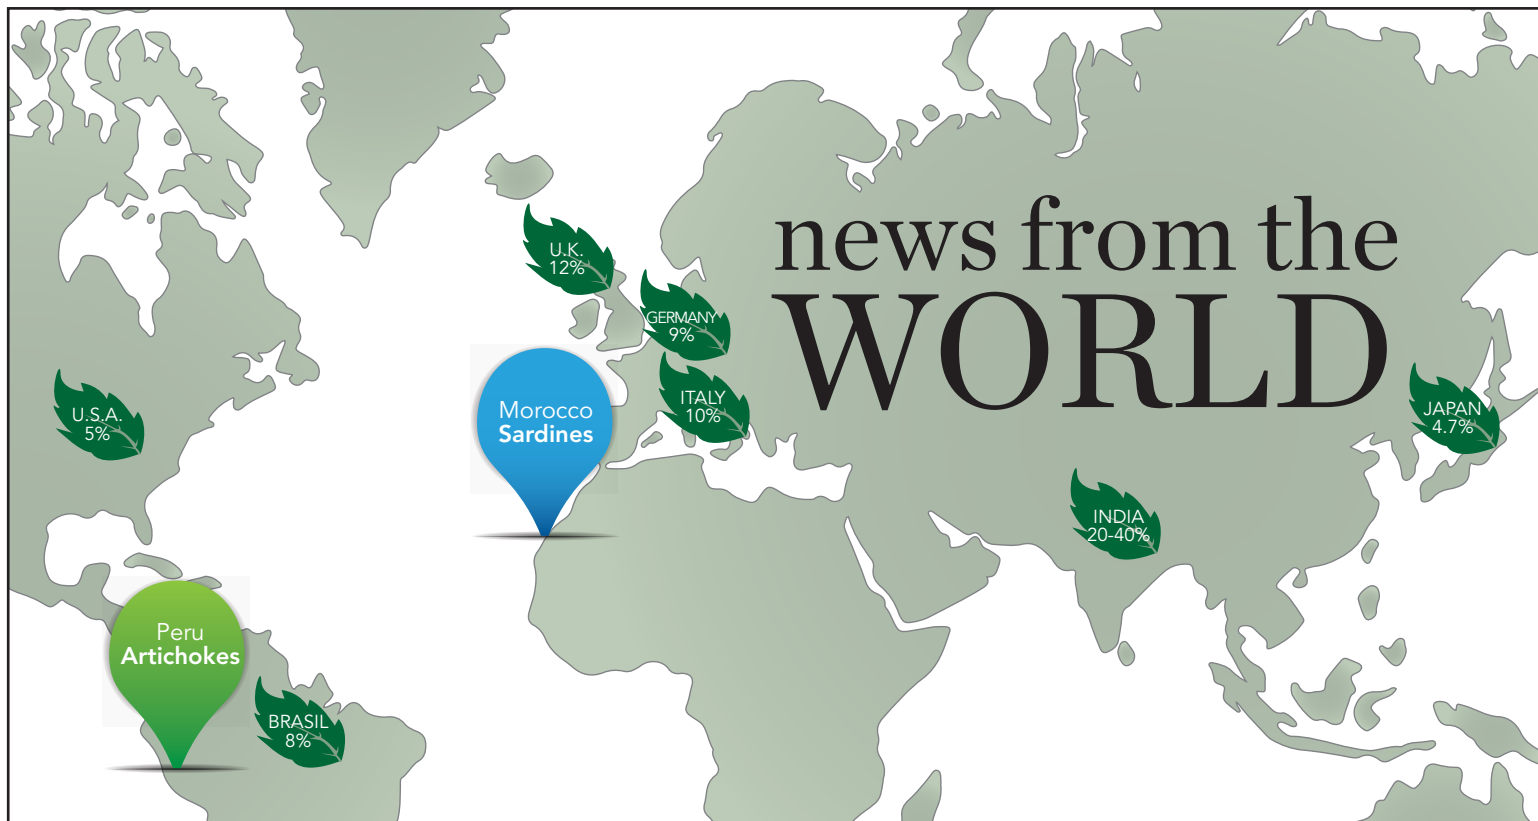 news from the
WORLD
U.K.
12%
GERMANY
9%
ITALY
10%
U.S.A.
5%
Morocco
Sardines
JAPAN
4.7%
INDIA
20-40%
Peru
Artichokes
BRASIL
8%